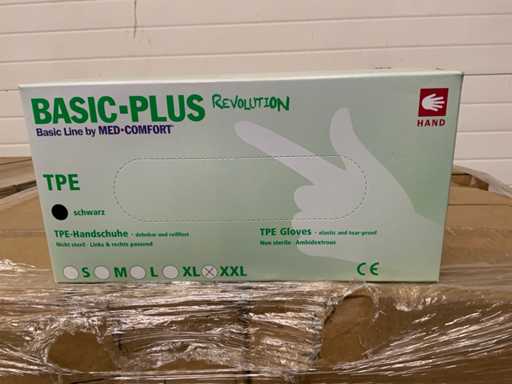 BASIC-PLUS REVOLUTION
Basic Line by MED•COMFORT
HAND
TPE
schwarz
TPE-Handschuhe - dehnbar und reißfest
Nicht steril - Links & rechts passend
TPE Gloves - elastic and tear-proof
Non sterile - Ambidextrous
S M L XL XXL
CE